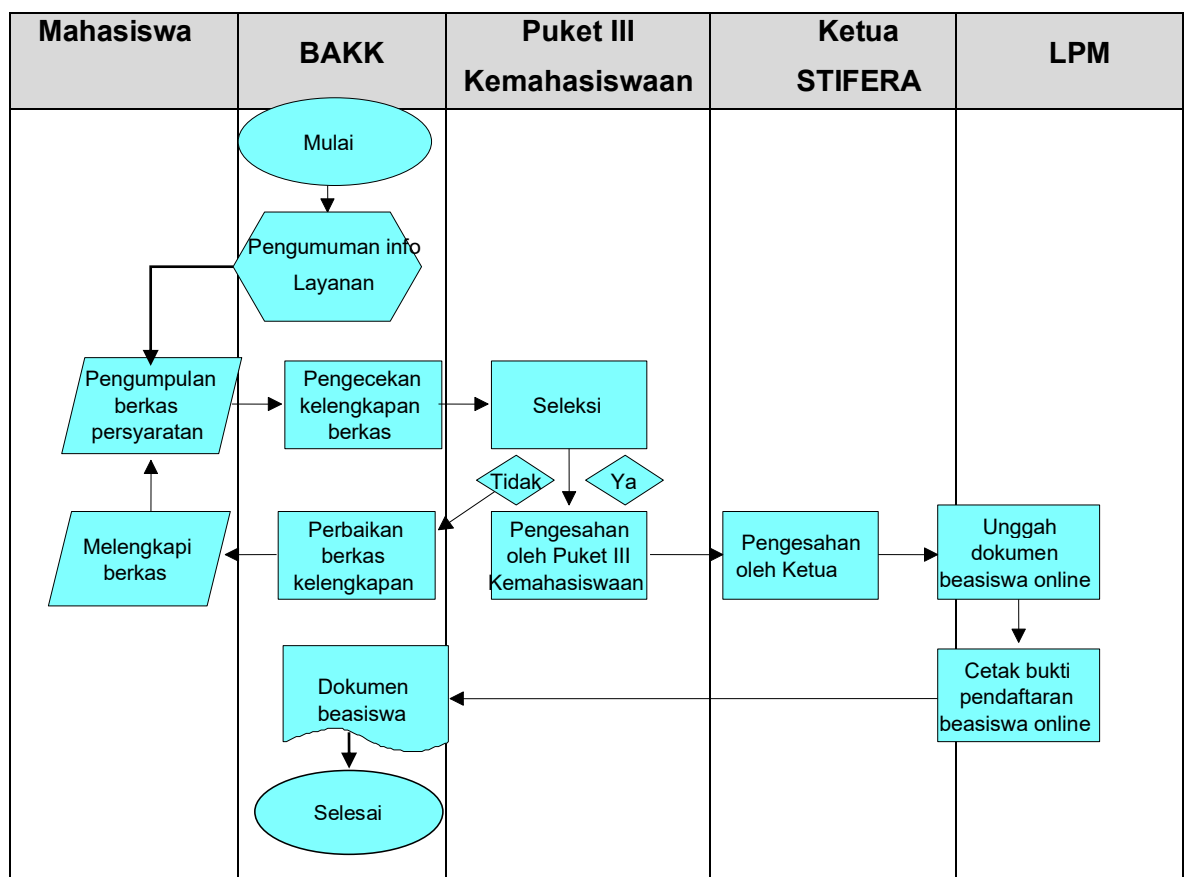 Mahasiswa
BAKK
Puket III
Kemahasiswaan
Ketua
STIFERA
LPM
Mulai
Pengumuman info
Layanan
Pengumpulan
berkas
persyaratan
Pengecekan
kelengkapan
berkas
Seleksi
Tidak
Ya
Melengkapi
berkas
Perbaikan
berkas
kelengkapan
Pengesahan
oleh Puket III
Kemahasiswaan
Pengesahan
oleh Ketua
Unggah
dokumen
beasiswa online
Dokumen
beasiswa
Cetak bukti
pendaftaran
beasiswa online
Selesai